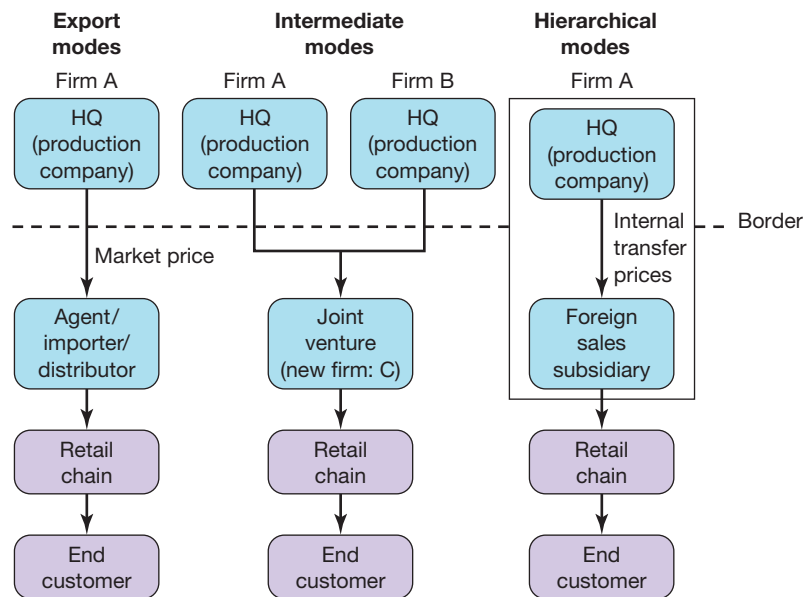 Export
modes
Intermediate
modes
Hierarchical
modes
Firm A
Firm A
Firm B
Firm A
HQ
(production
company)
HQ
(production
company)
HQ
(production
company)
HQ
(production
company)
Border
Market price
Internal
transfer
prices
Agent/
importer/
distributor
Joint
venture
(new firm: C)
Foreign
sales
subsidiary
Retail
chain
Retail
chain
Retail
chain
End
customer
End
customer
End
customer